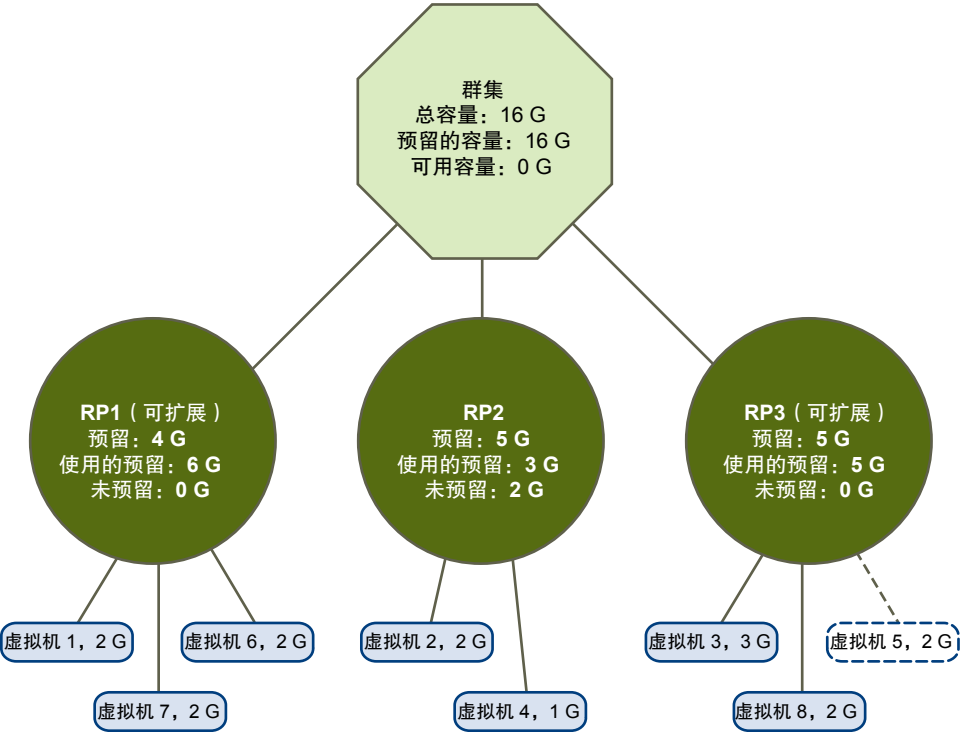 群集
总容量：16 G
预留的容量：16 G
可用容量：0 G
RP1（可扩展）
预留：4 G
使用的预留：6 G
未预留：0 G
RP2
预留：5 G
使用的预留：3 G
未预留：2 G
RP3（可扩展）
预留：5 G
使用的预留：5 G
未预留：0 G
虚拟机 1，2 G
虚拟机 6，2 G
虚拟机 2，2 G
虚拟机 3，3 G
虚拟机 5，2 G
虚拟机 7，2 G
虚拟机 4，1 G
虚拟机 8，2 G